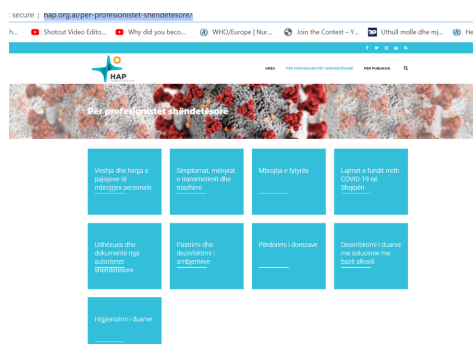 secure | hap.org.al/per-profesionistet-shendetesore/
Shotcut Video Edito...
Why did you beco...
WHO/Europe | Nur...
Join the Contest – Y...
Uthull molle dhe mj...
He
HAP
KREU
PËR PROFESIONISTËT SHËNDETËSORË
PËR PUBLIKUN
Për profesionistët shëndetësorë
Veshja dhe heqja e
pajisjeve të
mbrojtjes personale
Simptomat, mënyrat
e transmetimit dhe
triazhimi
Mbrojtja e fytyrës
Lajmet e fundit rreth
COVID-19 në
Shqipëri
Udhëzues dhe
dokumente nga
autoritetet
shëndetësore
Pastrimi dhe
dezinfektimi i
ambjenteve
Përdorimi i dorezave
Desinfektimi i duarve
me solucione me
bazë alkooli
Higjienizimi i duarve